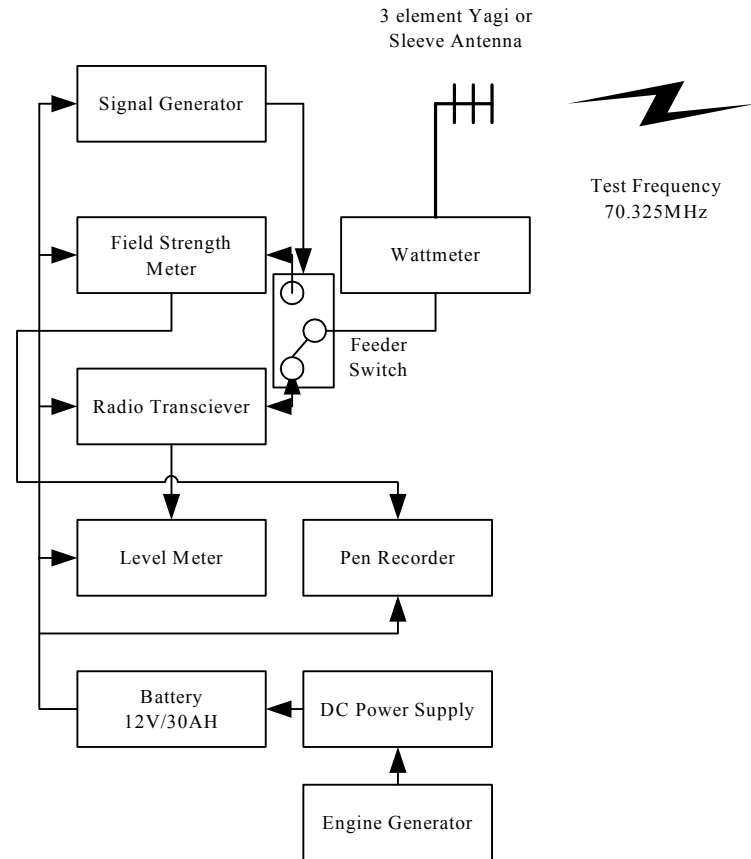 3 element Yagi or
Sleeve Antenna
Signal Generator
Test Frequency
70.325MHz
Field Strength
Meter
Wattmeter
Feeder
Switch
Radio Transciever
Level Meter
Pen Recorder
Battery
12V/30AH
DC Power Supply
Engine Generator